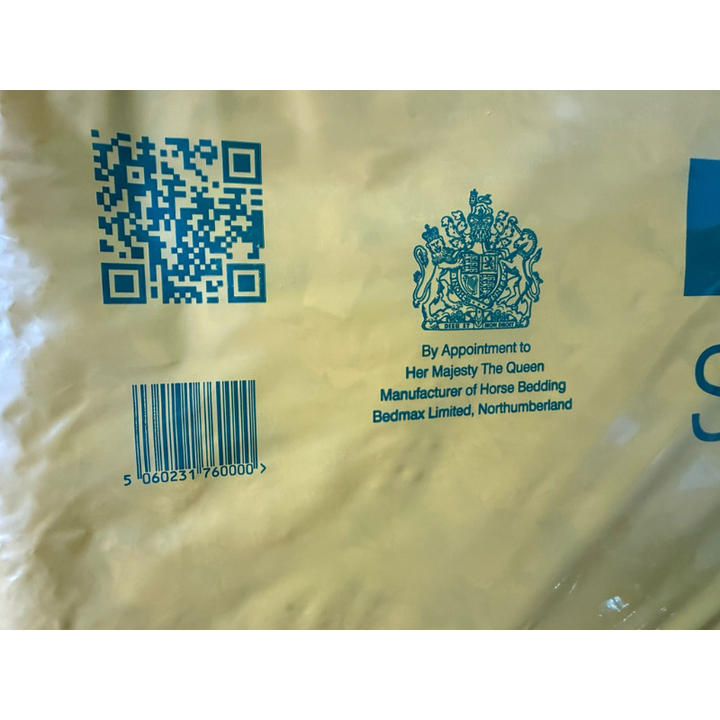 DIEU ET MON DROIT
By Appointment to
Her Majesty The Queen
Manufacturer of Horse Bedding
Bedmax Limited, Northumberland
5 060231 760000 >
S